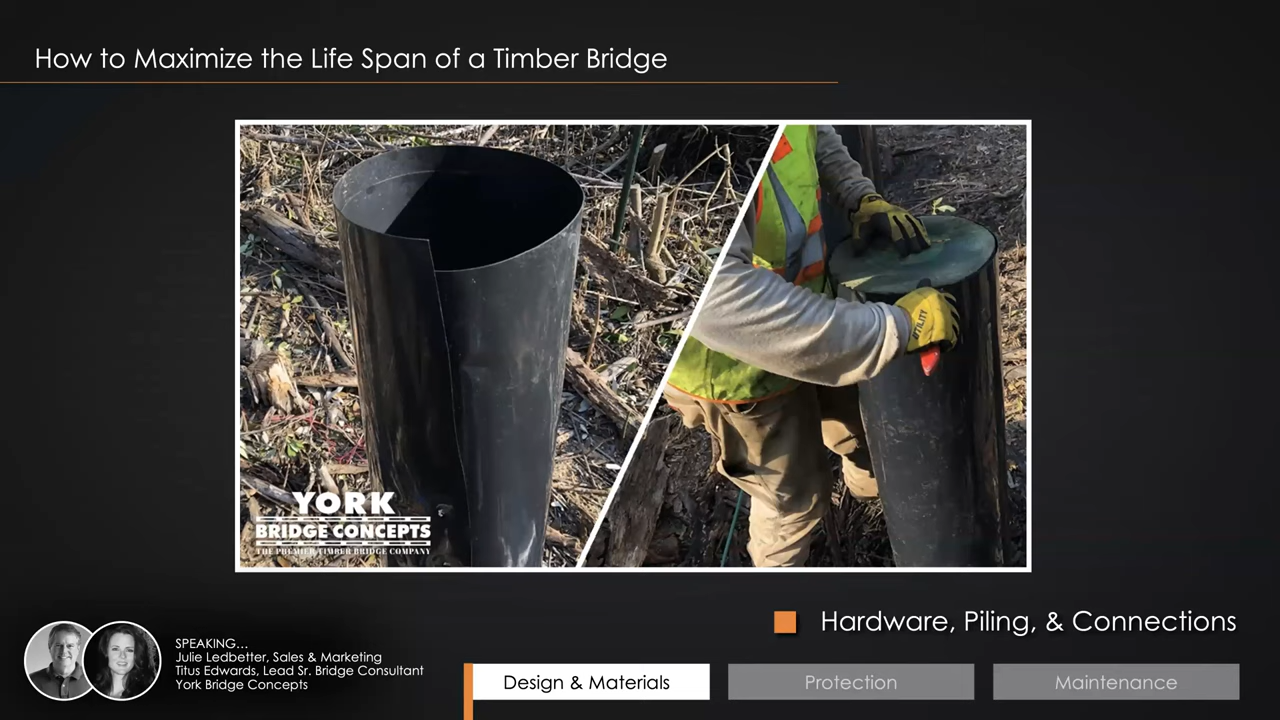 How to Maximize the Life Span of a Timber Bridge
UTILITY
YORK
BRIDGE CONCEPTS
THE PREMIER TIMBER BRIDGE COMPANY
Hardware, Piling, & Connections
SPEAKING...
Julie Ledbetter, Sales & Marketing
Titus Edwards, Lead Sr. Bridge Consultant
York Bridge Concepts
Design & Materials
Protection
Maintenance